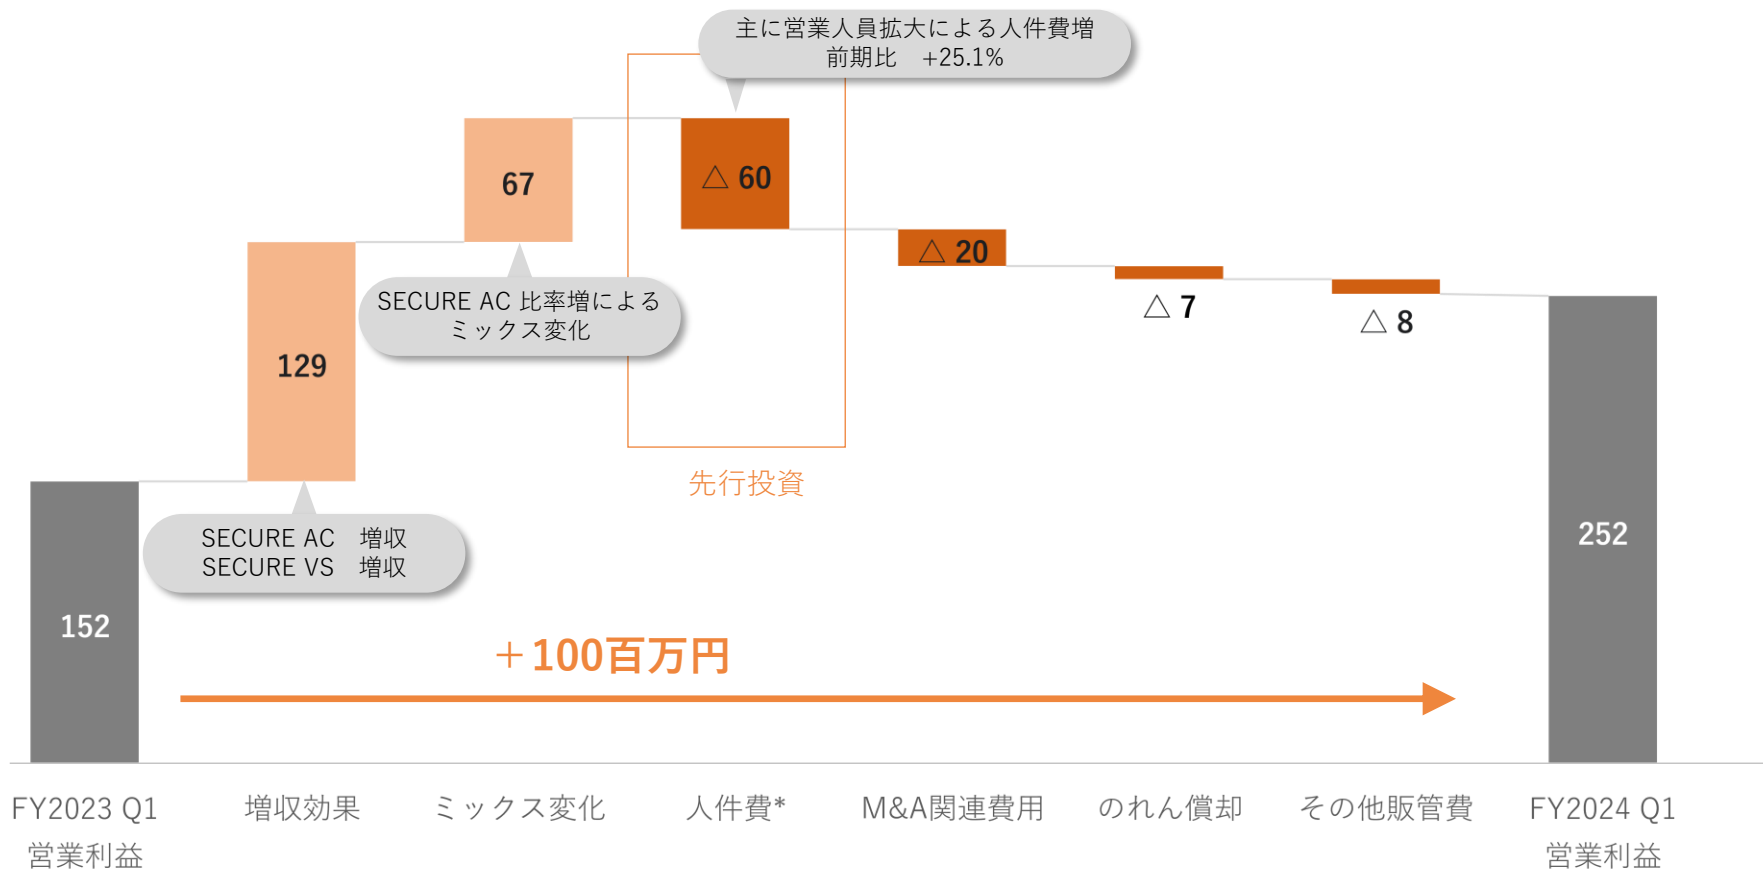 主に営業人員拡大による人件費増
前期比　+25.1%
67
△ 60
△ 20
SECURE AC 比率増による
ミックス変化
△ 7
△ 8
129
先行投資
SECURE AC　増収
SECURE VS　増収
252
152
＋100百万円
FY2023 Q1
営業利益
増収効果
ミックス変化
人件費*
M&A関連費用
のれん償却
その他販管費
FY2024 Q1
営業利益